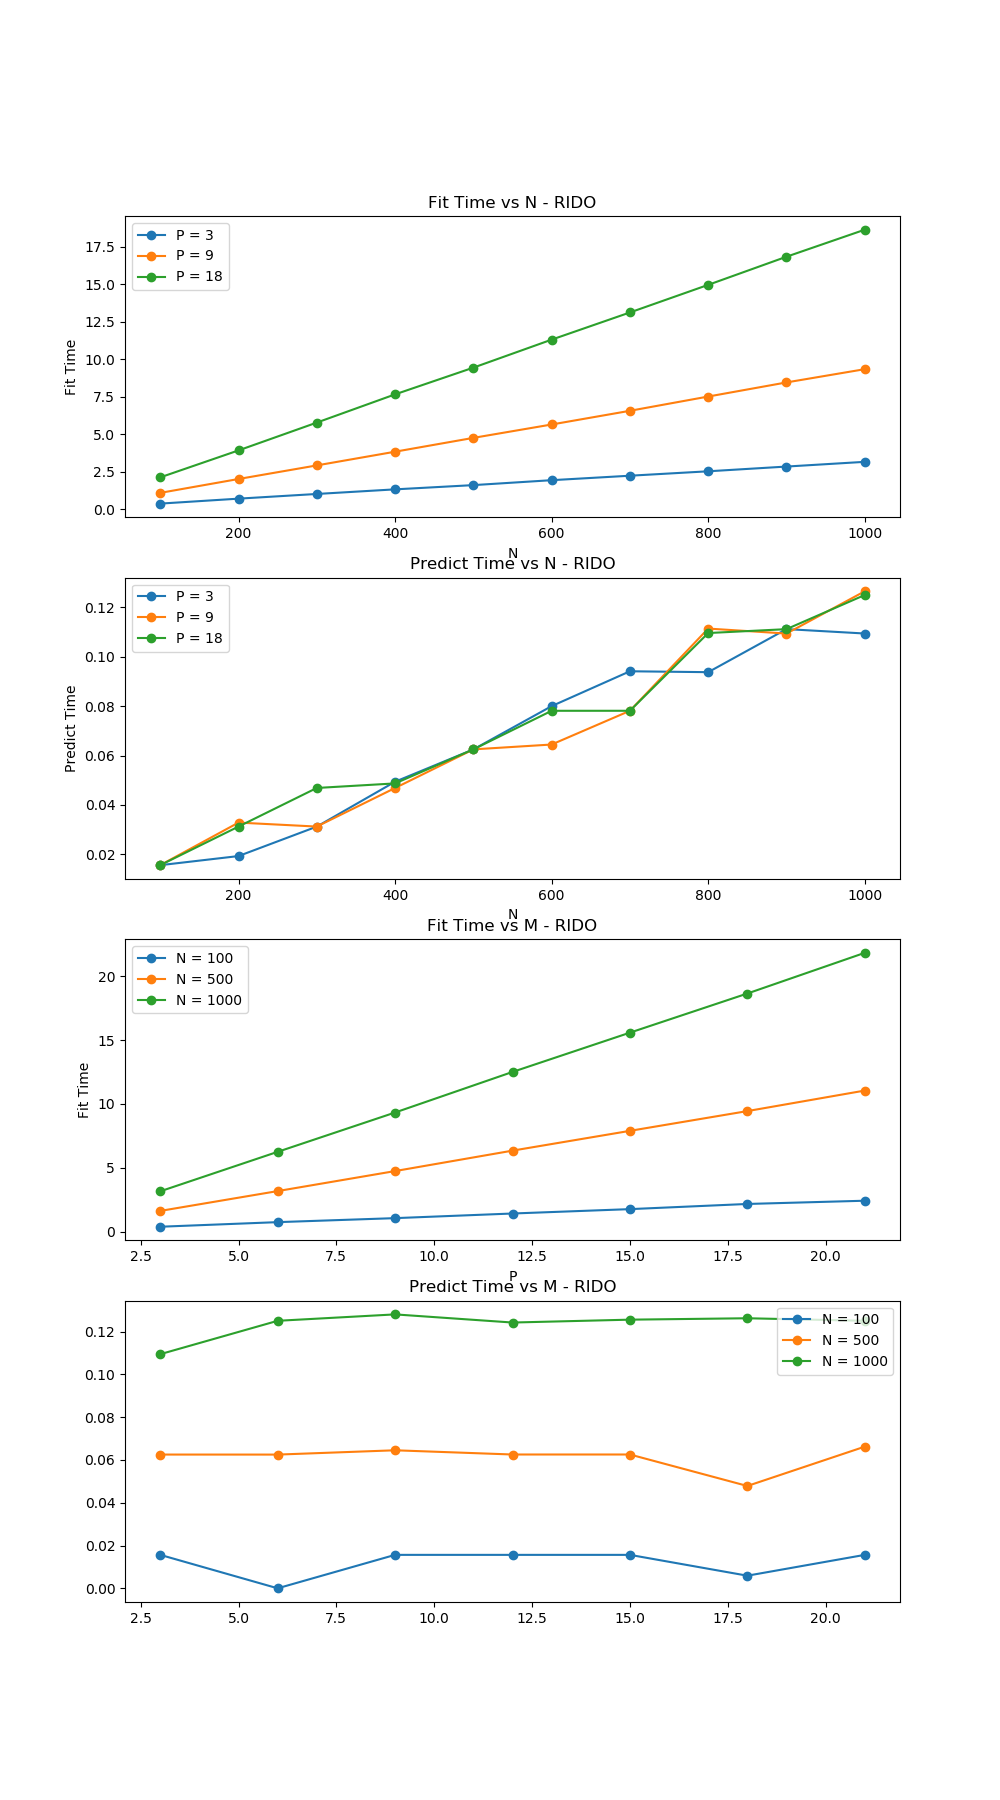 Fit Time vs N - RIDO
P = 3
P = 9
P = 18
Fit Time
17.5
15.0
12.5
10.0
7.5
5.0
2.5
0.0
200 400 600 800 1000
N
Predict Time vs N - RIDO
P = 3
P = 9
P = 18
Predict Time
0.12
0.10
0.08
0.06
0.04
0.02
200 400 600 800 1000
N
Fit Time vs M - RIDO
N = 100
N = 500
N = 1000
Fit Time
20
15
10
5
0
2.5 5.0 7.5 10.0 12.5 15.0 17.5 20.0
P
Predict Time vs M - RIDO
N = 100
N = 500
N = 1000
0.12
0.10
0.08
0.06
0.04
0.02
0.00
2.5 5.0 7.5 10.0 12.5 15.0 17.5 20.0